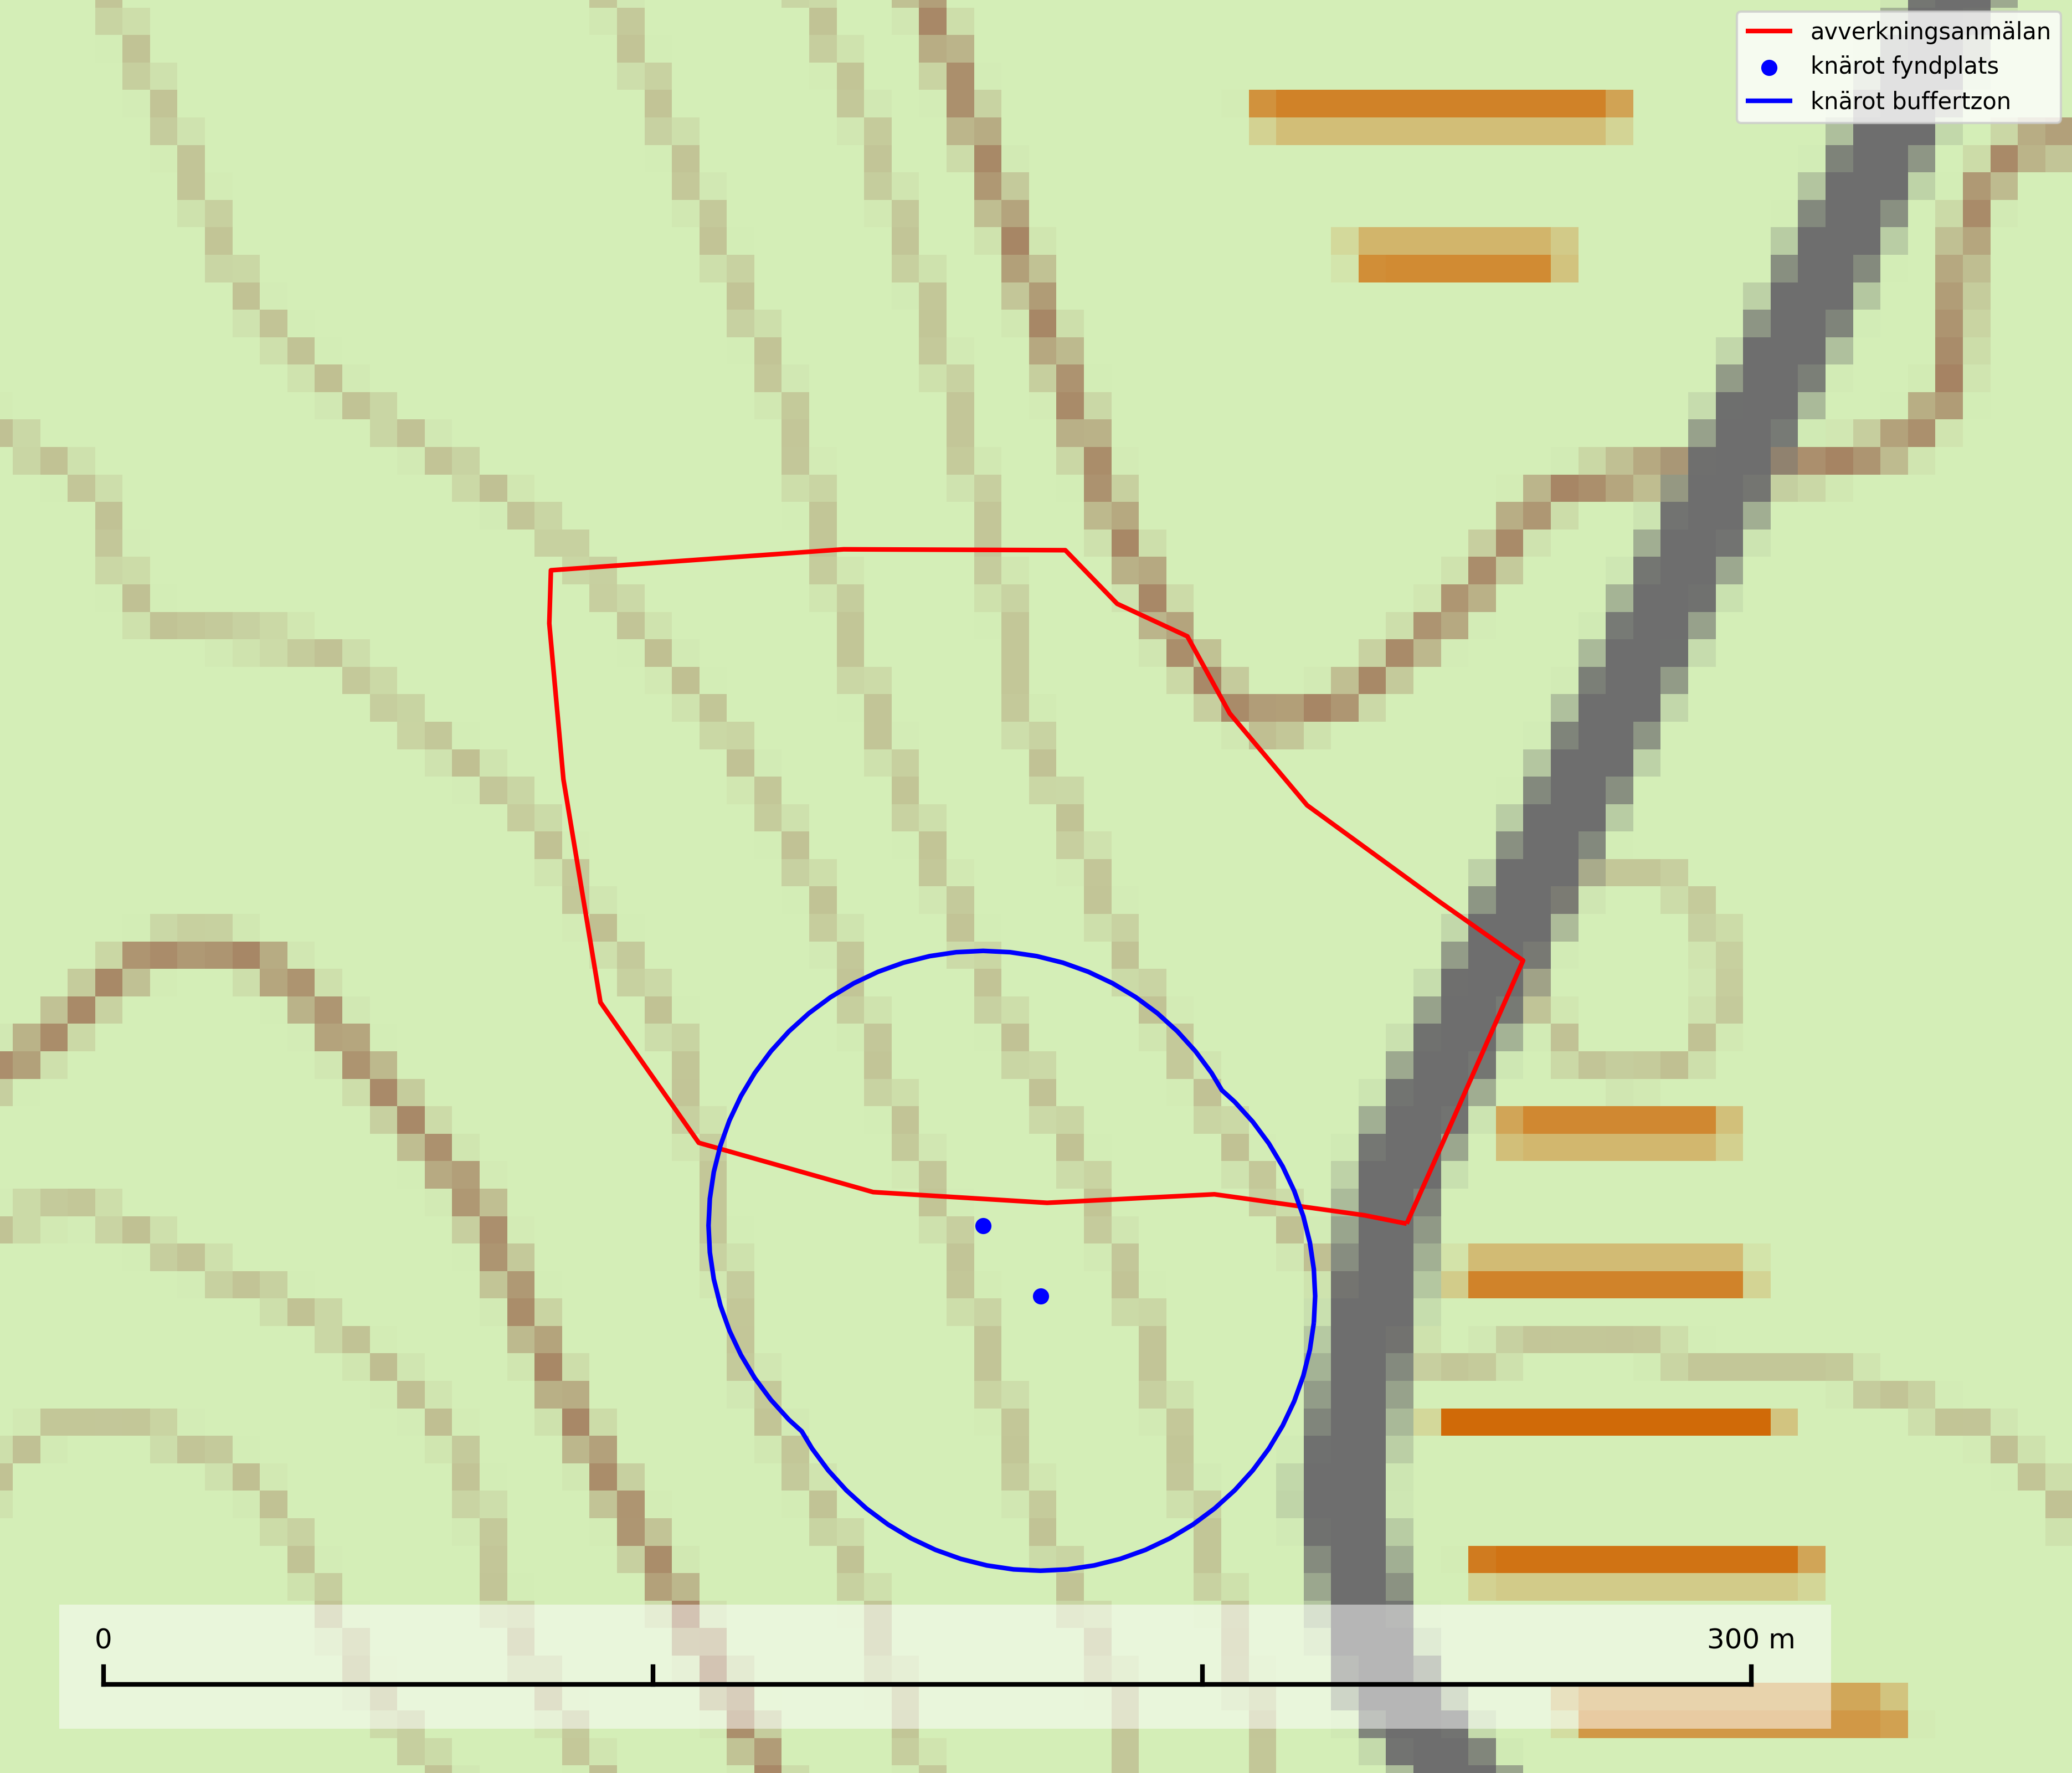 avverkningsanmälan
knärot fyndplats
knärot buffertzon
0 300 m